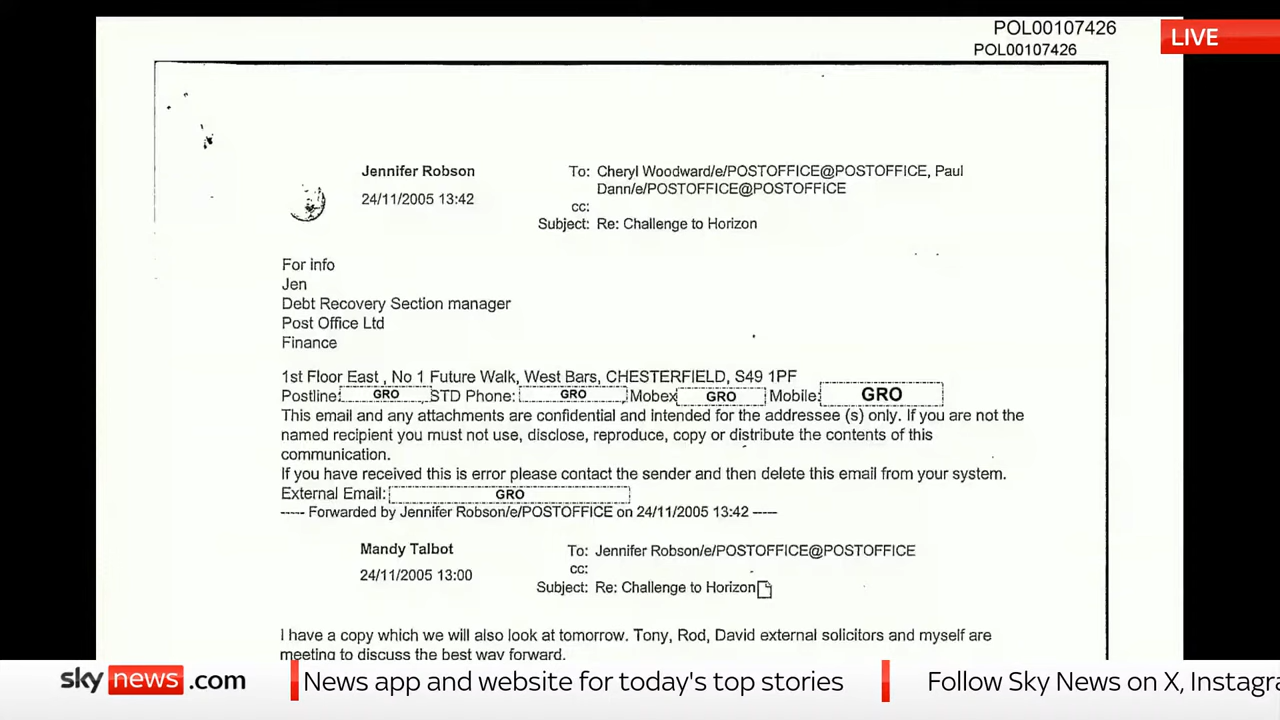 POL00107426
POL00107426
LIVE
Jennifer Robson
To: Cheryl Woodward/e/POSTOFFICE@POSTOFFICE, Paul
Dann/e/POSTOFFICE@POSTOFFICE
24/11/2005 13:42
cc:
Subject: Re: Challenge to Horizon
For info
Jen
Debt Recovery Section manager
Post Office Ltd
Finance
1st Floor East , No 1 Future Walk, West Bars, CHESTERFIELD, S49 1PF
Postline: GRO STD Phone: GRO Mobex GRO Mobile: GRO
This email and any attachments are confidential and intended for the addressee (s) only. If you are not the
named recipient you must not use, disclose, reproduce, copy or distribute the contents of this
communication.
If you have received this is error please contact the sender and then delete this email from your system.
External Email: GRO
----- Forwarded by Jennifer Robson/e/POSTOFFICE on 24/11/2005 13:42 -----
Mandy Talbot
To: Jennifer Robson/e/POSTOFFICE@POSTOFFICE
24/11/2005 13:00
cc:
Subject: Re: Challenge to Horizon
I have a copy which we will also look at tomorrow. Tony, Rod, David external solicitors and myself are
meeting to discuss the best way forward.
sky news .com
News app and website for today's top stories
Follow Sky News on X, Instagra